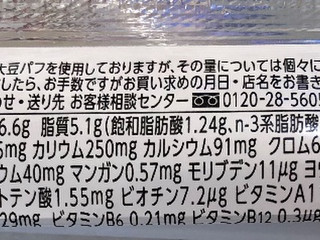 大豆パフを使用しておりますが、その量については個々に
したら、お手数ですがお買い求めの月日・店名をお書き
わせ・送り先 お客様相談センター 0120-28-560
6.6g 脂質5.1g(飽和脂肪酸1.24g、n-3系脂肪酸
5mg カリウム250mg カルシウム91mg クロム6
ウム40mg マンガン0.57mg モリブデン11μg ヨウ
トテン酸1.55mg ビオチン7.2μg ビタミンA1
29mg ビタミンB6 0.21mg ビタミンB12 0.3μg